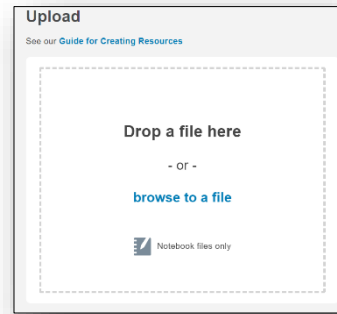 Upload
See our Guide for Creating Resources
Drop a file here
- or -
browse to a file
Notebook files only